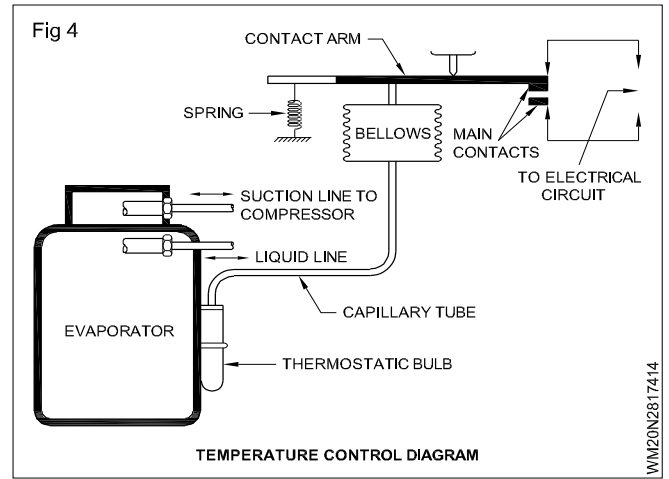 Fig 4
CONTACT ARM
SPRING
BELLOWS
MAIN
CONTACTS
TO ELECTRICAL
CIRCUIT
SUCTION LINE TO
COMPRESSOR
LIQUID LINE
CAPILLARY TUBE
EVAPORATOR
THERMOSTATIC BULB
TEMPERATURE CONTROL DIAGRAM
WM20N2817414